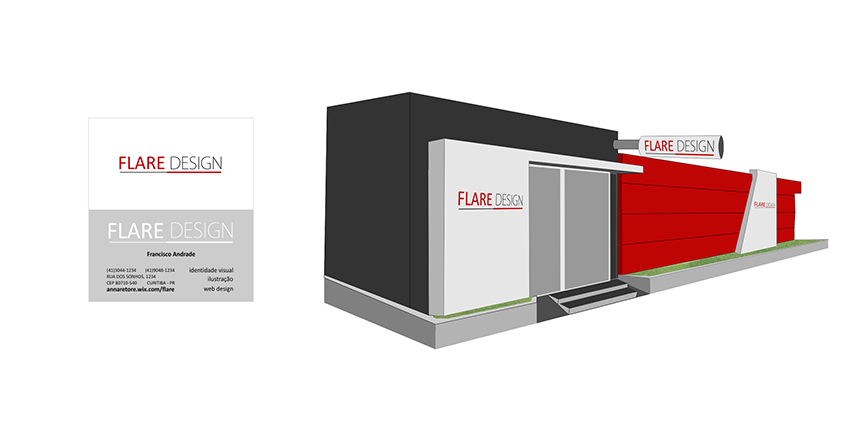 FLARE DESIGN
FLARE DESIGN
Francisco Andrade
(41)3044-1234 (41)9048-1234
RUA DOS SONHOS, 1234
CEP 80710-540 CURITIBA - PR
annaretore.wix.com/flare
identidade visual
ilustração
web design
FLARE DESIGN
FLARE DESIGN
FLARE DESIGN